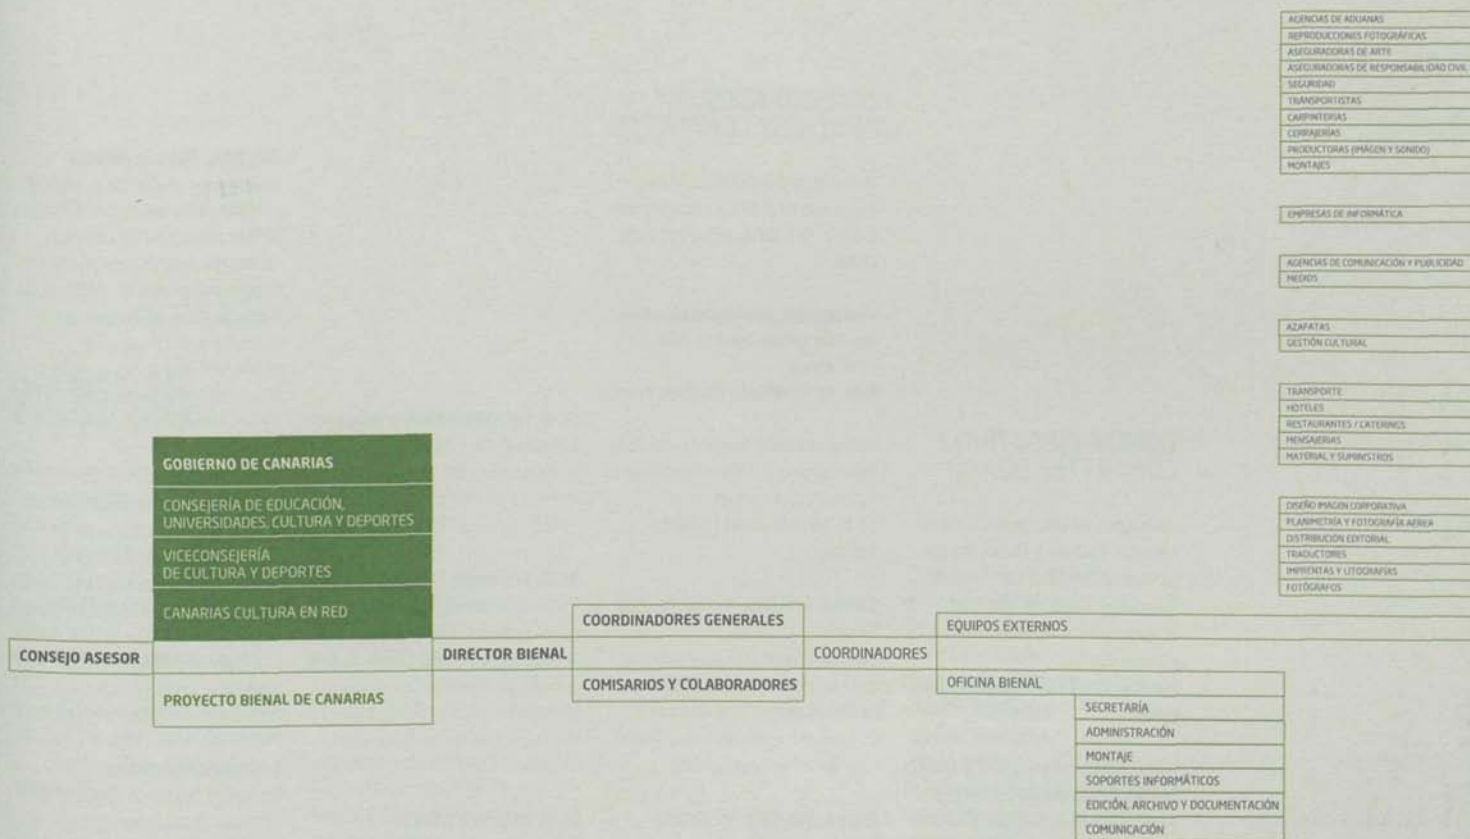 AGENCIAS DE ADUANAS
REPRODUCCIONES FOTOGRÁFICAS
ASEGURADORAS DE ARTE
ASEGURADORAS DE RESPONSABILIDAD CIVIL
SEGURIDAD
TRANSPORTISTAS
CARPINTERIAS
CERRAJERÍAS
PRODUCTORAS (IMÁGEN Y SONIDO)
MONTAJES
EMPRESAS DE INFORMÁTICA
AGENCIAS DE COMUNICACIÓN Y PUBLICIDAD
MEDIOS
AZAFATAS
GESTIÓN CULTURAL
TRANSPORTE
HOTELES
RESTAURANTES / CATERINGS
MENSAJERIAS
MATERIAL Y SUMINISTROS
DISEÑO IMAGEN CORPORATIVA
PLANIMETRÍA Y FOTOGRAFÍA AEREA
DISTRIBUCIÓN EDITORIAL
TRADUCTORES
IMPRENTAS Y LITOGRAFÍAS
FOTÓGRAFOS
GOBIERNO DE CANARIAS
CONSEJERÍA DE EDUCACIÓN,
UNIVERSIDADES, CULTURA Y DEPORTES
VICECONSEJERÍA
DE CULTURA Y DEPORTES
CANARIAS CULTURA EN RED
CONSEJO ASESOR
PROYECTO BIENAL DE CANARIAS
DIRECTOR BIENAL
COORDINADORES GENERALES
COMISARIOS Y COLABORADORES
COORDINADORES
EQUIPOS EXTERNOS
OFICINA BIENAL
SECRETARÍA
ADMINISTRACIÓN
MONTAJE
SOPORTES INFORMÁTICOS
EDICIÓN, ARCHIVO Y DOCUMENTACIÓN
COMUNICACIÓN